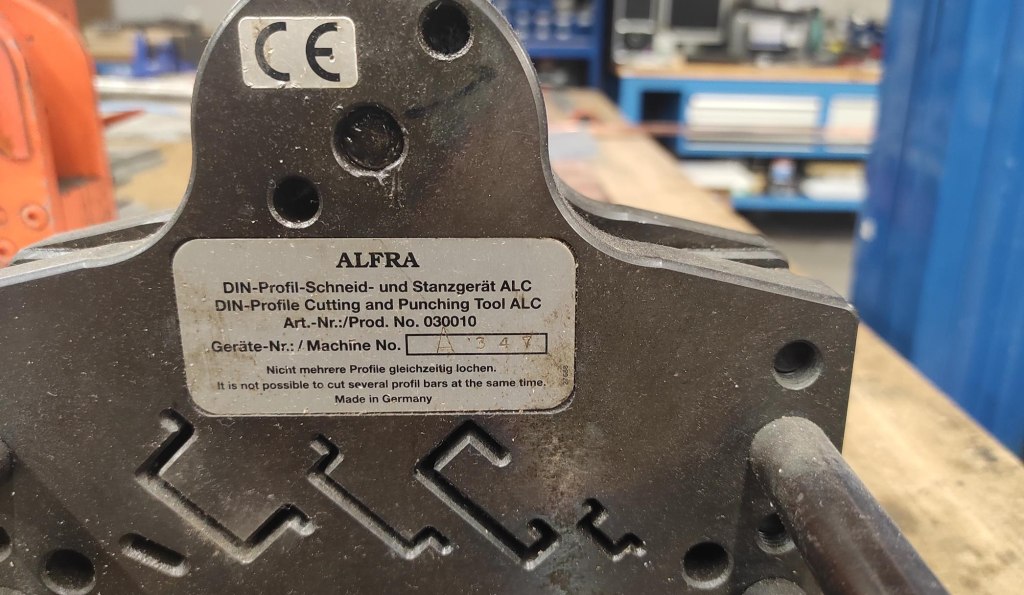 CE
ALFRA
DIN-Profil-Schneid- und Stanzgerät ALC
DIN-Profile Cutting and Punching Tool ALC
Art.-Nr.:/Prod. No. 030010
Geräte-Nr.: / Machine No. A 347
Nicht mehrere Profile gleichzeitig lochen.
It is not possible to cut several profil bars at the same time.
Made in Germany